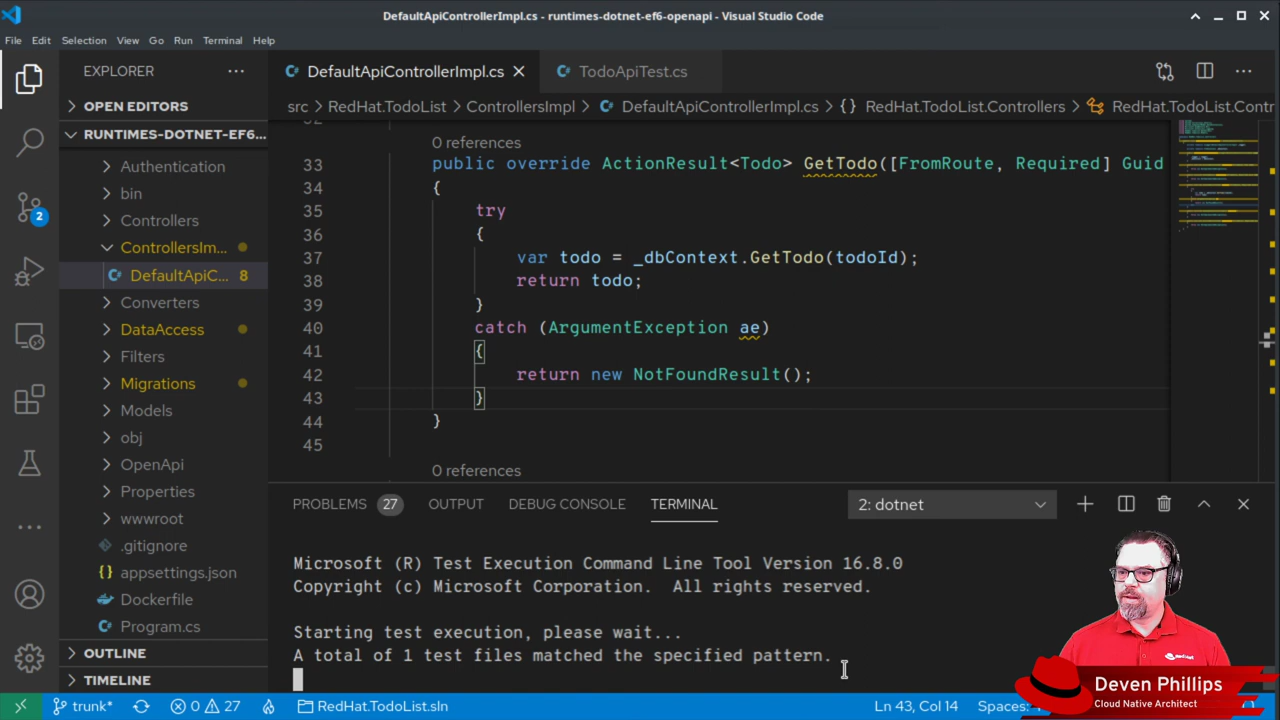 DefaultApiControllerImpl.cs - runtimes-dotnet-ef6-openapi - Visual Studio Code
File Edit Selection View Go Run Terminal Help
EXPLORER
DefaultApiControllerImpl.cs
TodoApiTest.cs
OPEN EDITORS
src > RedHat.TodoList > ControllersImpl > DefaultApiControllerImpl.cs > {} RedHat.TodoList.Controllers > RedHat.TodoList.Contr
RUNTIMES-DOTNET-EF6-...
Authentication
bin
Controllers
ControllersIm...
DefaultApiC... 8
Converters
DataAccess
Filters
Migrations
Models
obj
OpenApi
Properties
wwwroot
.gitignore
{} appsettings.json
Dockerfile
Program.cs
OUTLINE
TIMELINE
2
0 references
33 public override ActionResult<Todo> GetTodo([FromRoute, Required] Guid
34 {
35 try
36 {
37 var todo = _dbContext.GetTodo(todoId);
38 return todo;
39 }
40 catch (ArgumentException ae)
41 {
42 return new NotFoundResult();
43 }
44 }
45
0 references
PROBLEMS 27 OUTPUT DEBUG CONSOLE TERMINAL 2: dotnet
Microsoft (R) Test Execution Command Line Tool Version 16.8.0
Copyright (c) Microsoft Corporation. All rights reserved.
Starting test execution, please wait...
A total of 1 test files matched the specified pattern.
Deven Phillips
Cloud Native Architect
trunk* 0 27 RedHat.TodoList.sln Ln 43, Col 14 Spaces: